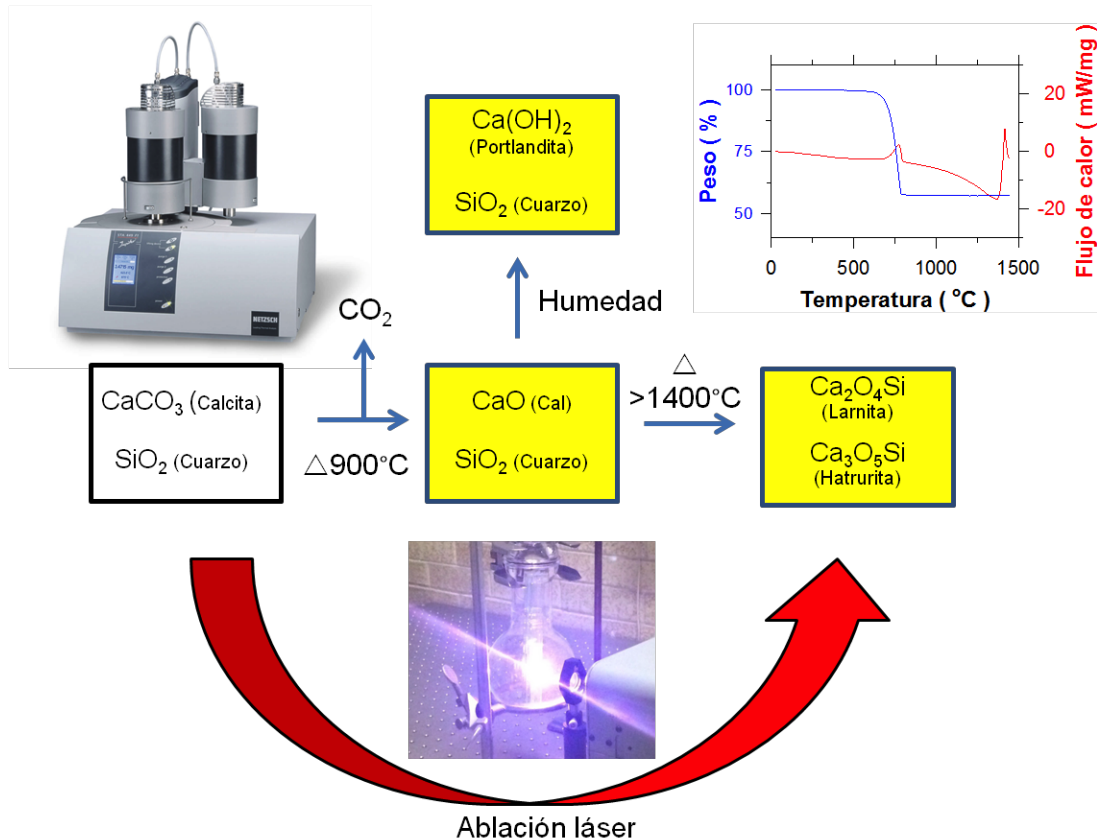 Ca(OH)₂
(Portlandita)
SiO₂ (Cuarzo)
Peso ( % )
100
75
50
20
0
-20
Flujo de calor ( mW/mg )
0
500
1000
1500
Temperatura ( °C )
NETZSCH
CO₂
Humedad
CaCO₃ (Calcita)
SiO₂ (Cuarzo)
△900°C
CaO (Cal)
SiO₂ (Cuarzo)
△
>1400°C
Ca₂O₄Si
(Larnita)
Ca₃O₅Si
(Hatrurita)
Ablación láser